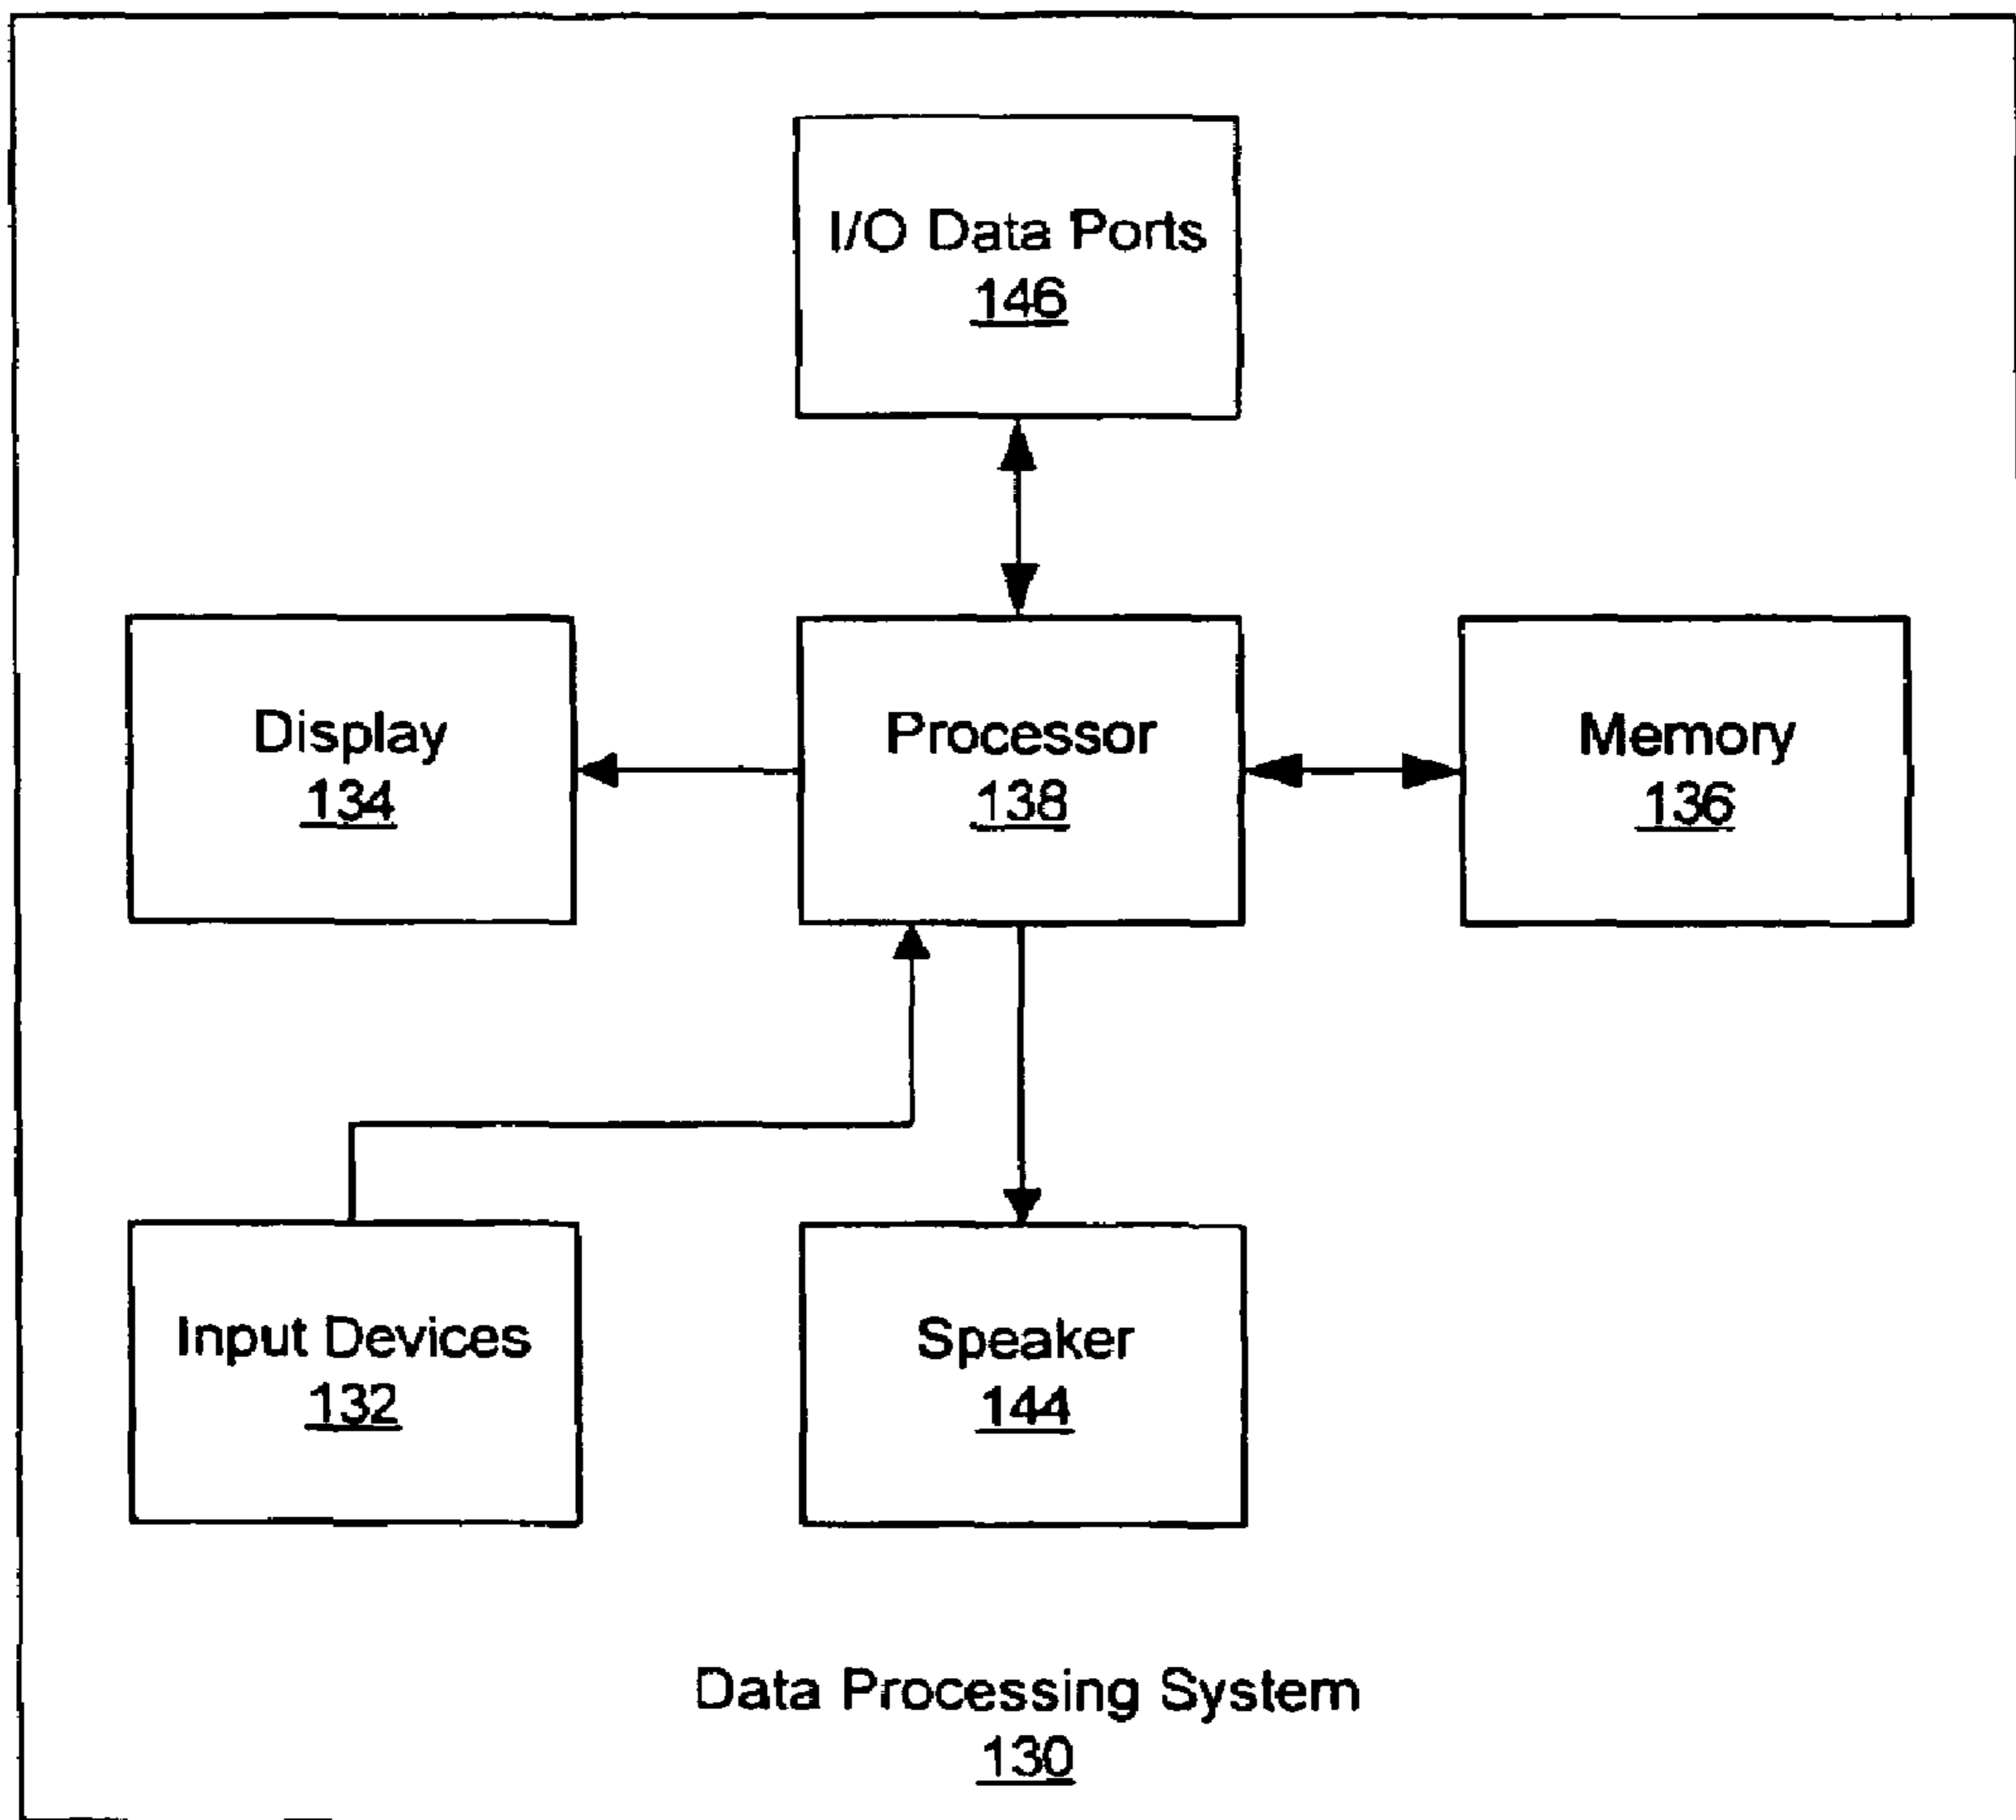 I/O Data Ports
146
Display
134
Processor
138
Memory
136
Input Devices
132
Speaker
144
Data Processing System
130